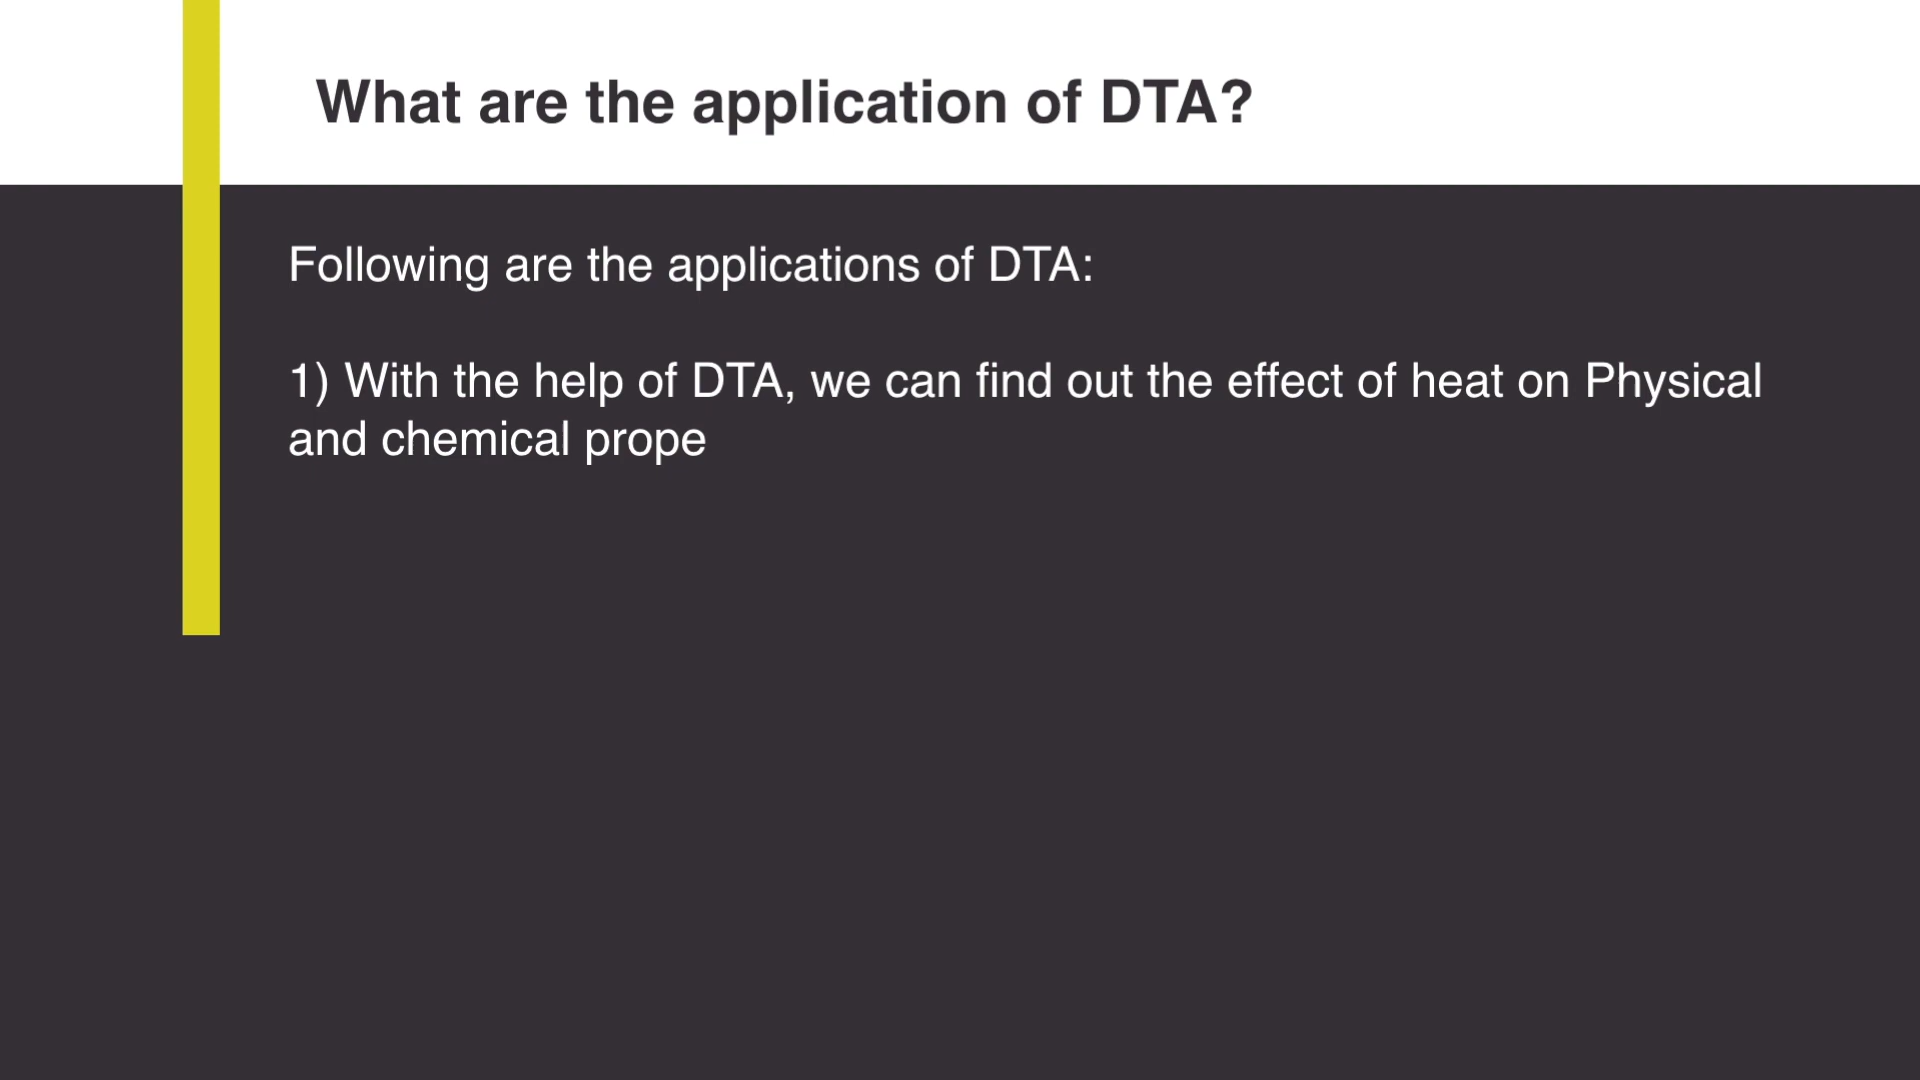 What are the application of DTA?
Following are the applications of DTA:
1) With the help of DTA, we can find out the effect of heat on Physical
and chemical prope